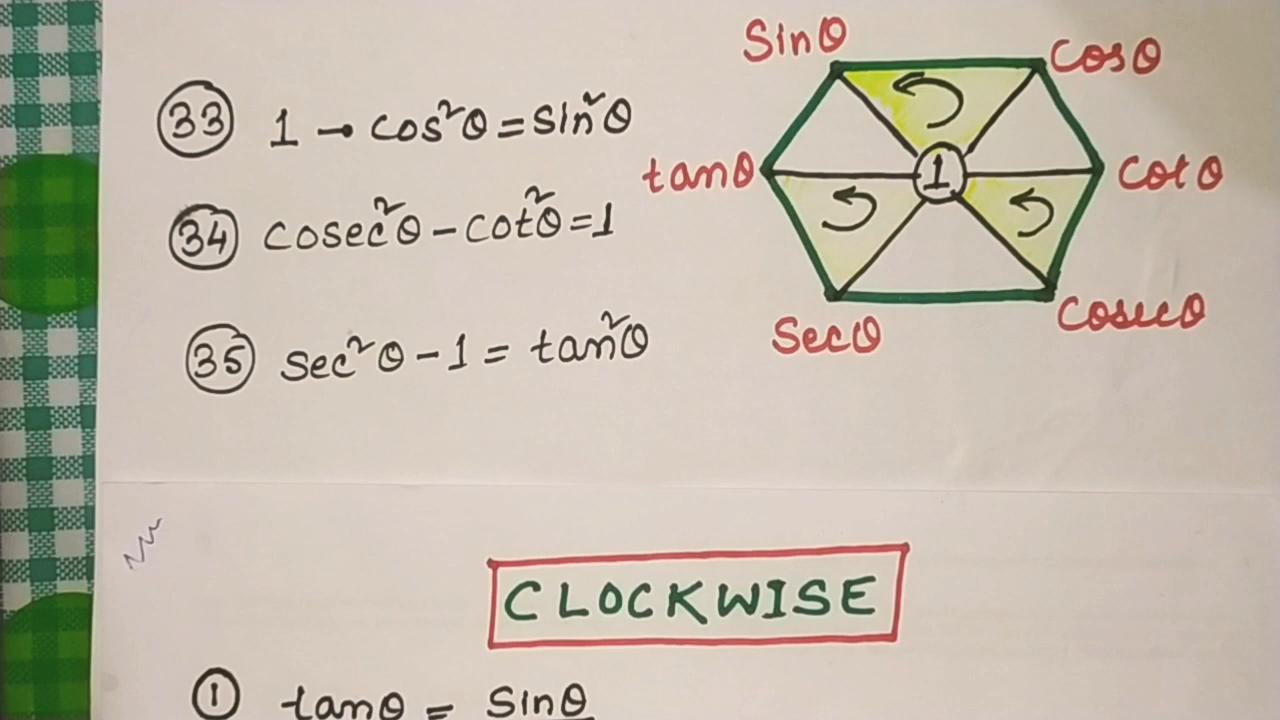 33 1 - cos²θ = sin²θ
34 cosec²θ - cot²θ = 1
35 sec²θ - 1 = tan²θ
Sinθ
Cosθ
tanθ
1
Cotθ
Secθ
Cosecθ
CLOCKWISE
1 tanθ = Sinθ